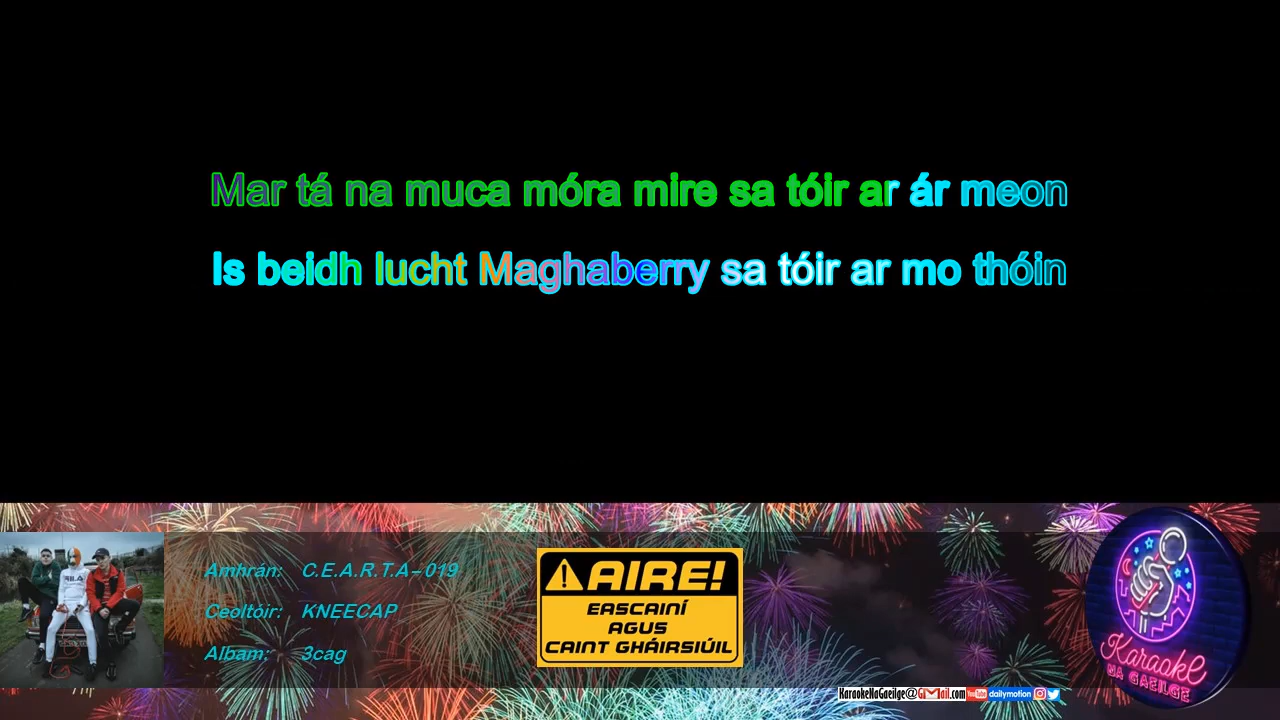 Mar tá na muca móra mire sa tóir ar ár meon
Is beidh lucht Maghaberry sa tóir ar mo thóin
Amhrán: C.E.A.R.T.A - 019
Ceoltóir: KNEECAP
Albam: 3cag
AIRE!
EASCAINÍ
AGUS
CAINT GHÁIRSIÚIL
Karaoke
NA GAEILGE
KaraokeNaGaeilge@GMail.com YouTube dailymotion